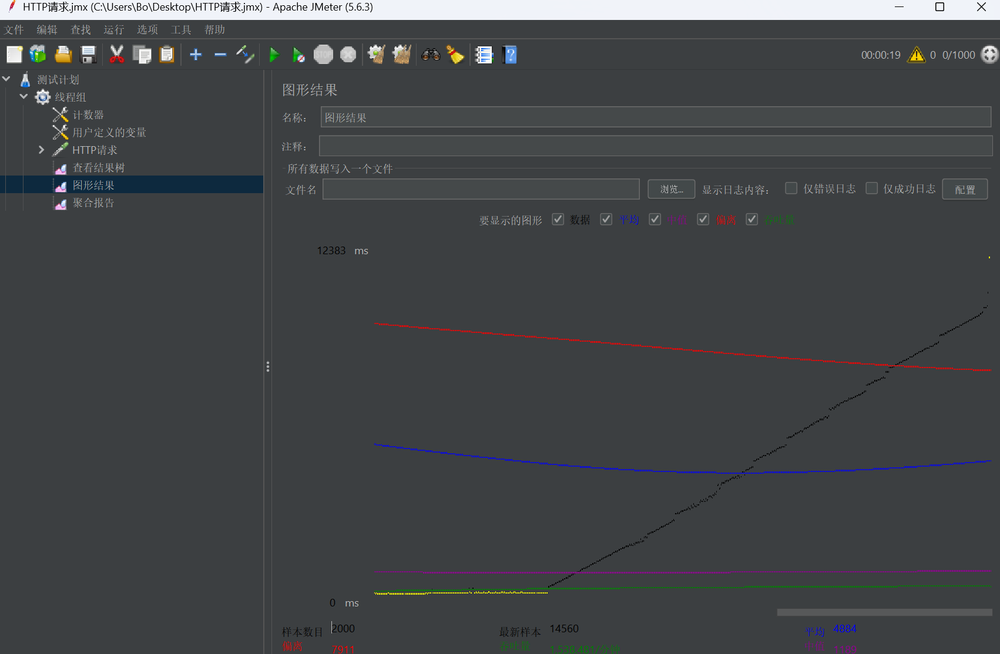 HTTP请求.jmx (C:\Users\Bo\Desktop\HTTP请求.jmx) - Apache JMeter (5.6.3)
文件 编辑 查找 运行 选项 工具 帮助
STOP 00:00:19 0 0/1000
测试计划
线程组
计数器
用户定义的变量
HTTP请求
查看结果树
图形结果
聚合报告
图形结果
名称: 图形结果
注释:
所有数据写入一个文件
文件名 浏览... 显示日志内容: 仅错误日志 仅成功日志 配置
要显示的图形 数据 平均 中值 偏离 吞吐量
12383 ms
0 ms
样本数目 2000 最新样本 14560 平均 4884
偏离 7911 吞吐量 1,538.481/分钟 中值 1189